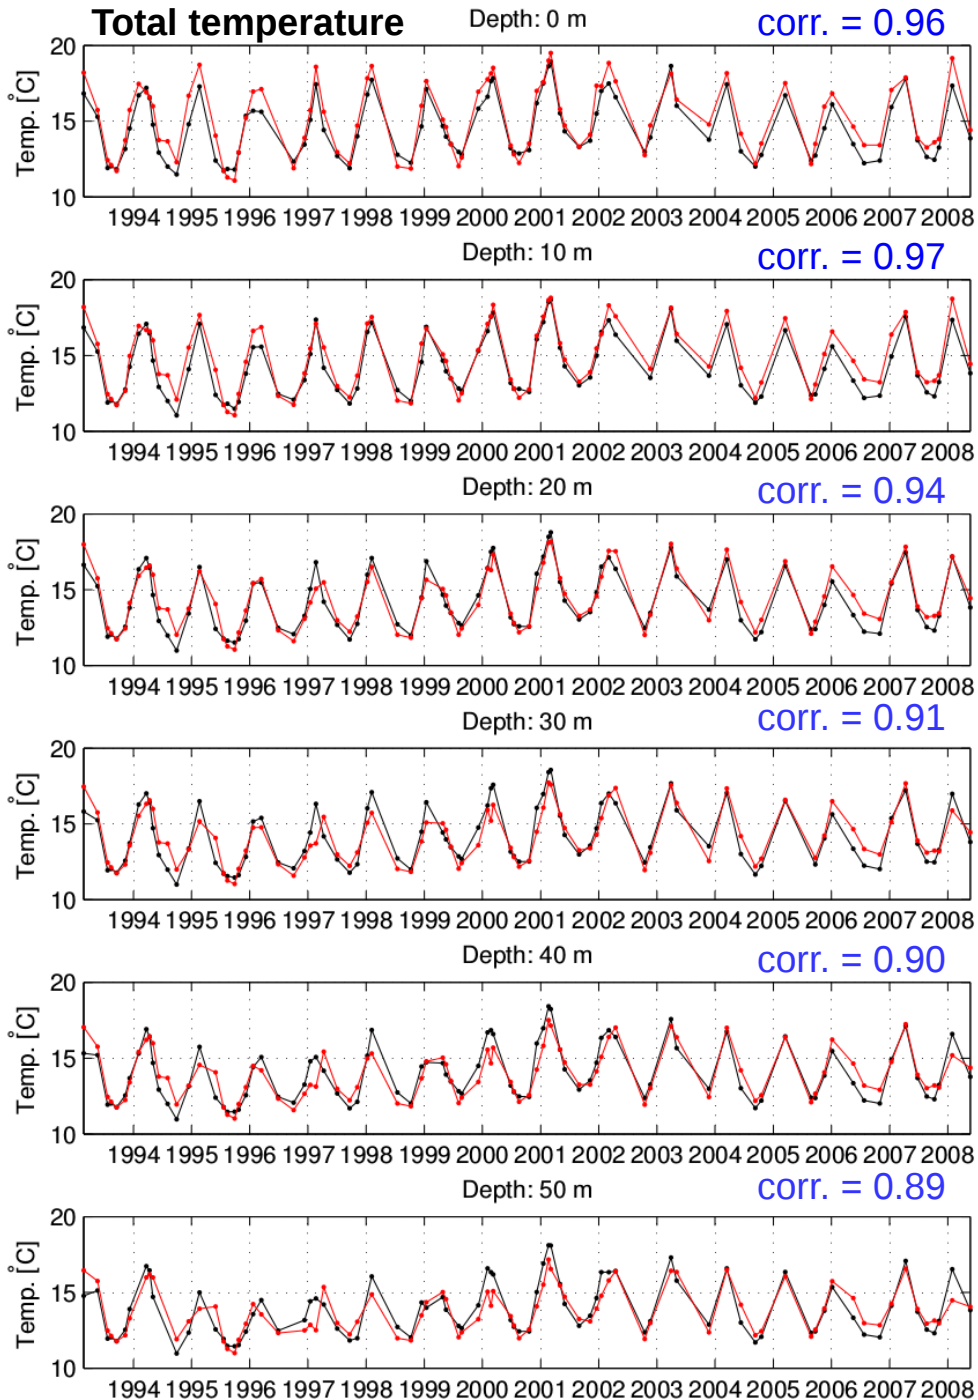 Total temperature Depth: 0 m corr. = 0.96
20
15
10
Temp. [°C]
1994 1995 1996 1997 1998 1999 2000 2001 2002 2003 2004 2005 2006 2007 2008
Depth: 10 m corr. = 0.97
20
15
10
Temp. [°C]
1994 1995 1996 1997 1998 1999 2000 2001 2002 2003 2004 2005 2006 2007 2008
Depth: 20 m corr. = 0.94
20
15
10
Temp. [°C]
1994 1995 1996 1997 1998 1999 2000 2001 2002 2003 2004 2005 2006 2007 2008
Depth: 30 m corr. = 0.91
20
15
10
Temp. [°C]
1994 1995 1996 1997 1998 1999 2000 2001 2002 2003 2004 2005 2006 2007 2008
Depth: 40 m corr. = 0.90
20
15
10
Temp. [°C]
1994 1995 1996 1997 1998 1999 2000 2001 2002 2003 2004 2005 2006 2007 2008
Depth: 50 m corr. = 0.89
20
15
10
Temp. [°C]
1994 1995 1996 1997 1998 1999 2000 2001 2002 2003 2004 2005 2006 2007 2009